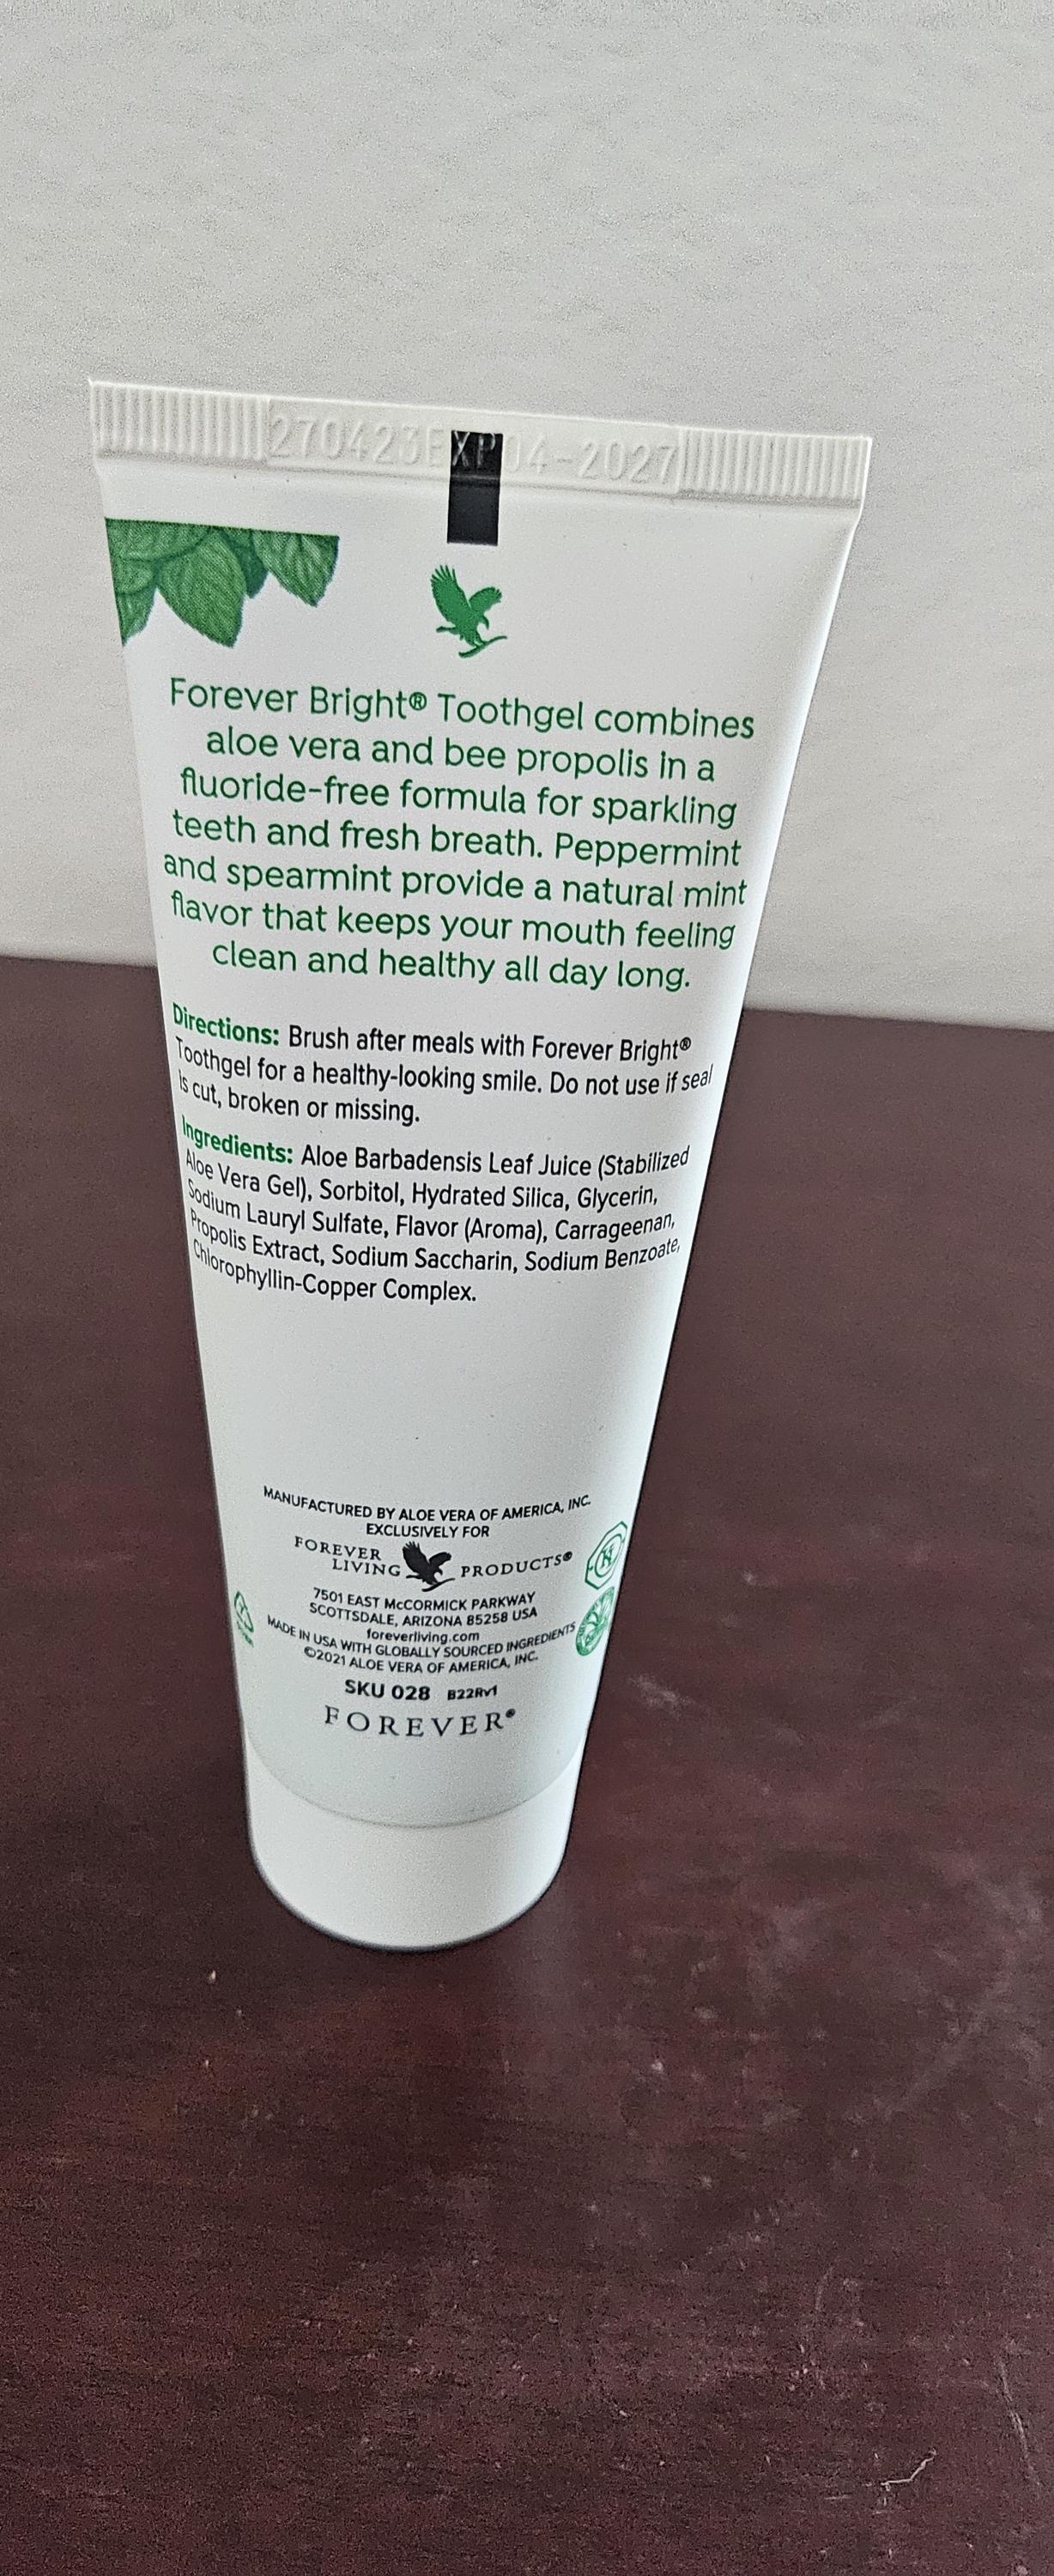 270423EXP04-2027
Forever Bright® Toothgel combines
aloe vera and bee propolis in a
fluoride-free formula for sparkling
teeth and fresh breath. Peppermint
and spearmint provide a natural mint
flavor that keeps your mouth feeling
clean and healthy all day long.
Directions: Brush after meals with Forever Bright®
Toothgel for a healthy-looking smile. Do not use if seal
is cut, broken or missing.
Ingredients: Aloe Barbadensis Leaf Juice (Stabilized
Aloe Vera Gel), Sorbitol, Hydrated Silica, Glycerin,
Sodium Lauryl Sulfate, Flavor (Aroma), Carrageenan,
Propolis Extract, Sodium Saccharin, Sodium Benzoate,
Chlorophyllin-Copper Complex.
MANUFACTURED BY ALOE VERA OF AMERICA, INC.
EXCLUSIVELY FOR
FOREVER
LIVING PRODUCTS®
7501 EAST McCORMICK PARKWAY
SCOTTSDALE, ARIZONA 85258 USA
foreverliving.com
MADE IN USA WITH GLOBALLY SOURCED INGREDIENTS
©2021 ALOE VERA OF AMERICA, INC.
SKU 028 B22Rv1
FOREVER®